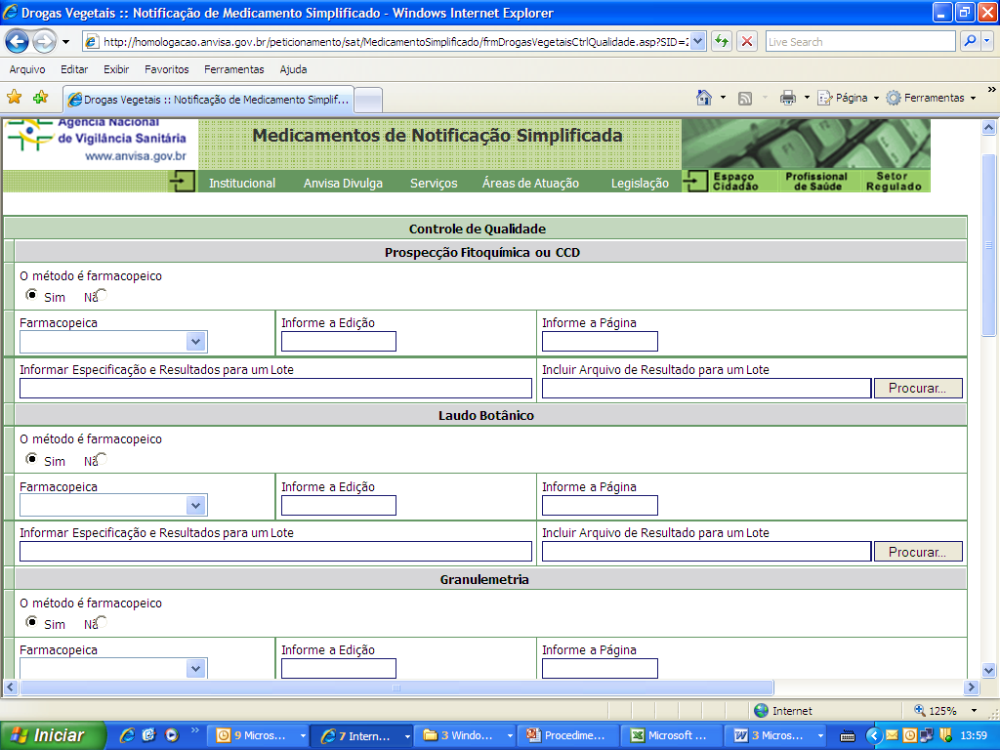 Drogas Vegetais :: Notificação de Medicamento Simplificado - Windows Internet Explorer
http://homologacao.anvisa.gov.br/peticionamento/sat/MedicamentoSimplificado/frmDrogasVegetaisCtrlQualidade.asp?SID=2
Live Search
Arquivo Editar Exibir Favoritos Ferramentas Ajuda
Drogas Vegetais :: Notificação de Medicamento Simplif...
Página Ferramentas
Agência Nacional
de Vigilância Sanitária
www.anvisa.gov.br
Medicamentos de Notificação Simplificada
Institucional Anvisa Divulga Serviços Áreas de Atuação Legislação
Espaço Cidadão Profissional de Saúde Setor Regulado
Controle de Qualidade
Prospecção Fitoquímica ou CCD
O método é farmacopeico
Sim Nã
Farmacopeica Informe a Edição Informe a Página
Informar Especificação e Resultados para um Lote Incluir Arquivo de Resultado para um Lote
Procurar...
Laudo Botânico
O método é farmacopeico
Sim Nã
Farmacopeica Informe a Edição Informe a Página
Informar Especificação e Resultados para um Lote Incluir Arquivo de Resultado para um Lote
Procurar...
Granulemetria
O método é farmacopeico
Sim Nã
Farmacopeica Informe a Edição Informe a Página
Internet 125%
Iniciar 9 Micros... 7 Intern... 3 Windo... Procedime... Microsoft ... 3 Micros... 13:59